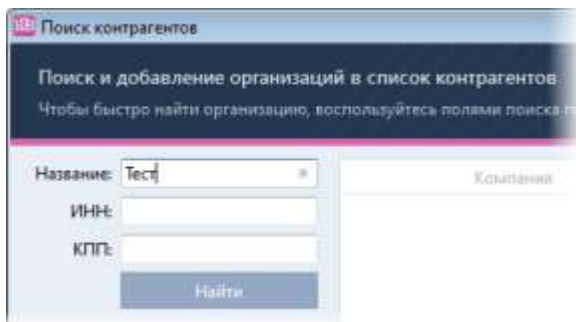 Поиск контрагентов
Поиск и добавление организаций в список контрагентов
Чтобы быстро найти организацию, воспользуйтесь полями поиска
Название: Тест
Компания
ИНН:
КПП:
Найти